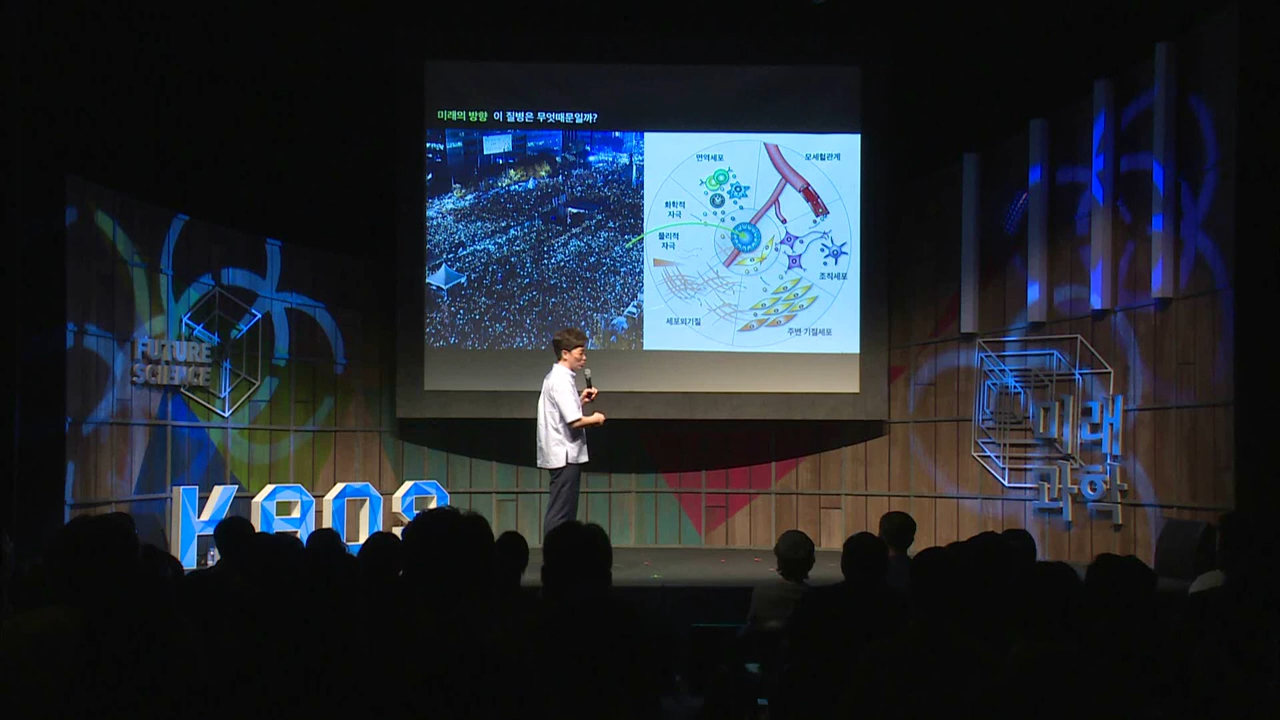 미래의 방향 이 질병은 무엇때문일까?
면역세포
모세혈관계
화학적
자극
물리적
자극
조직세포
세포외기질
주변 기질세포
FUTURE
SCIENCE
KAOS
미래
과학